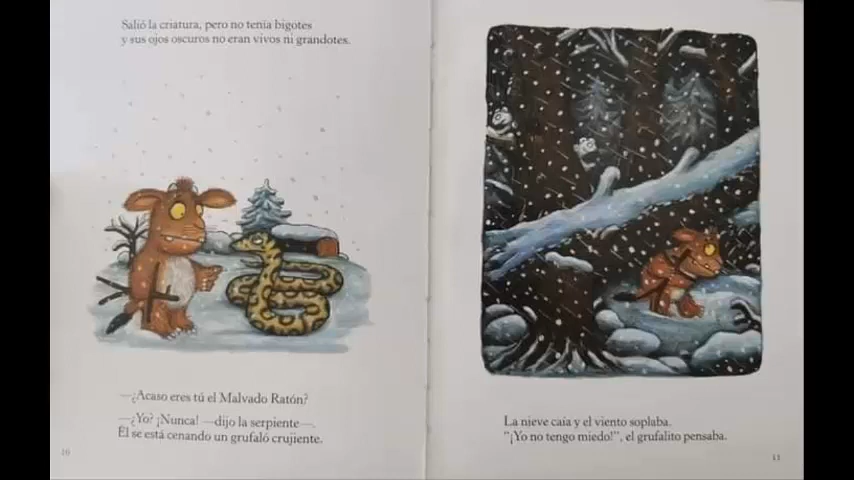 Salió la criatura, pero no tenía bigotes
y sus ojos oscuros no eran vivos ni grandotes.
—¿Acaso eres tú el Malvado Ratón?
—¿Yo? ¡Nunca! —dijo la serpiente—.
Él se está cenando un grufaló crujiente.
10
La nieve caía y el viento soplaba.
“¡Yo no tengo miedo!”, el grufalito pensaba.
11